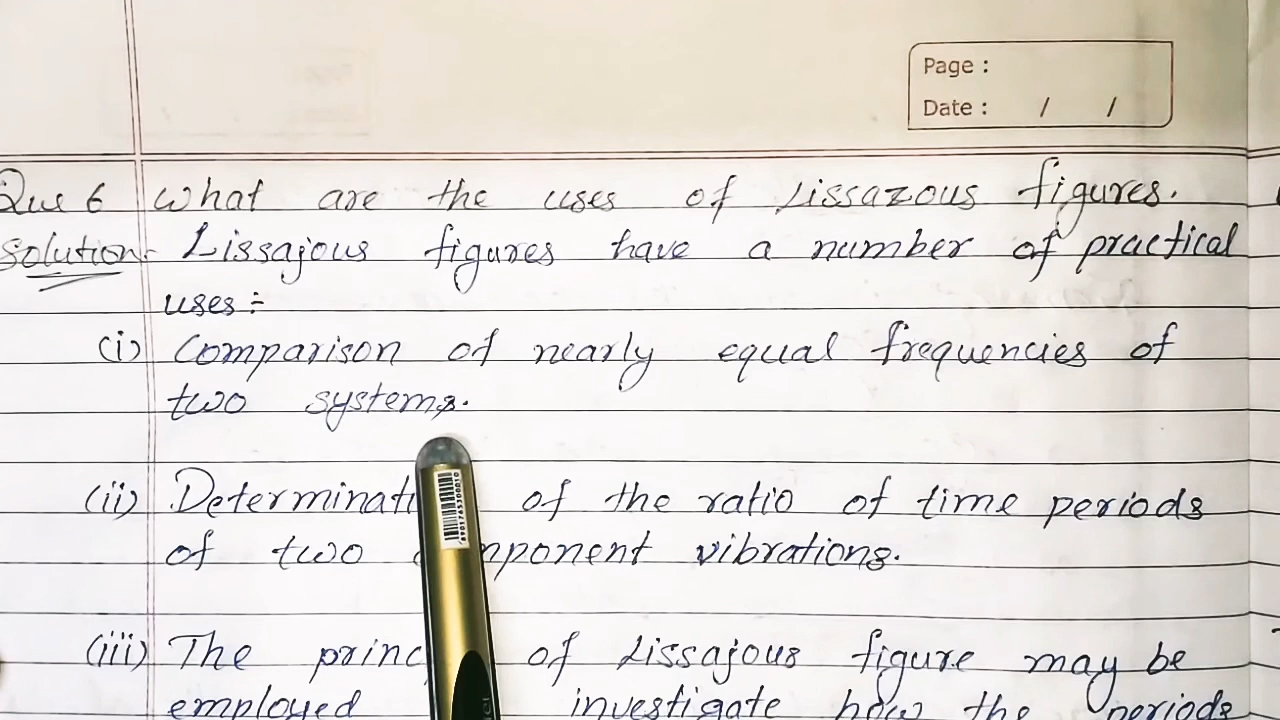 Page :
Date : / /
Que 6 What are the uses of Lissazous figures.
Solution:- Lissajous figures have a number of practical
uses :-
(i) Comparison of nearly equal frequencies of
two systems.
(ii) Determinati of the ratio of time periods
of two mponent vibrations.
(iii) The princ of Lissajous figure may be
employed investigate how the periods